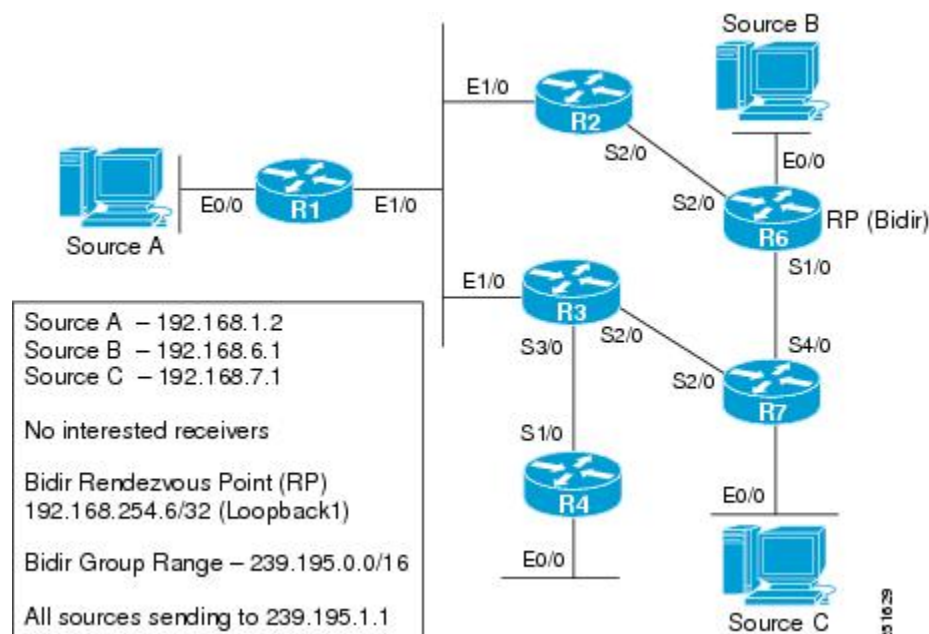 Source B
E1/0
R2
S2/0
E0/0
E0/0
R1
E1/0
S2/0
R6
RP (Bidir)
Source A
S1/0
E1/0
R3
S3/0
S2/0
S4/0
S2/0
R7
S1/0
R4
E0/0
E0/0
Source C
Source A – 192.168.1.2
Source B – 192.168.6.1
Source C – 192.168.7.1
No interested receivers
Bidir Rendezvous Point (RP)
192.168.254.6/32 (Loopback1)
Bidir Group Range – 239.195.0.0/16
All sources sending to 239.195.1.1